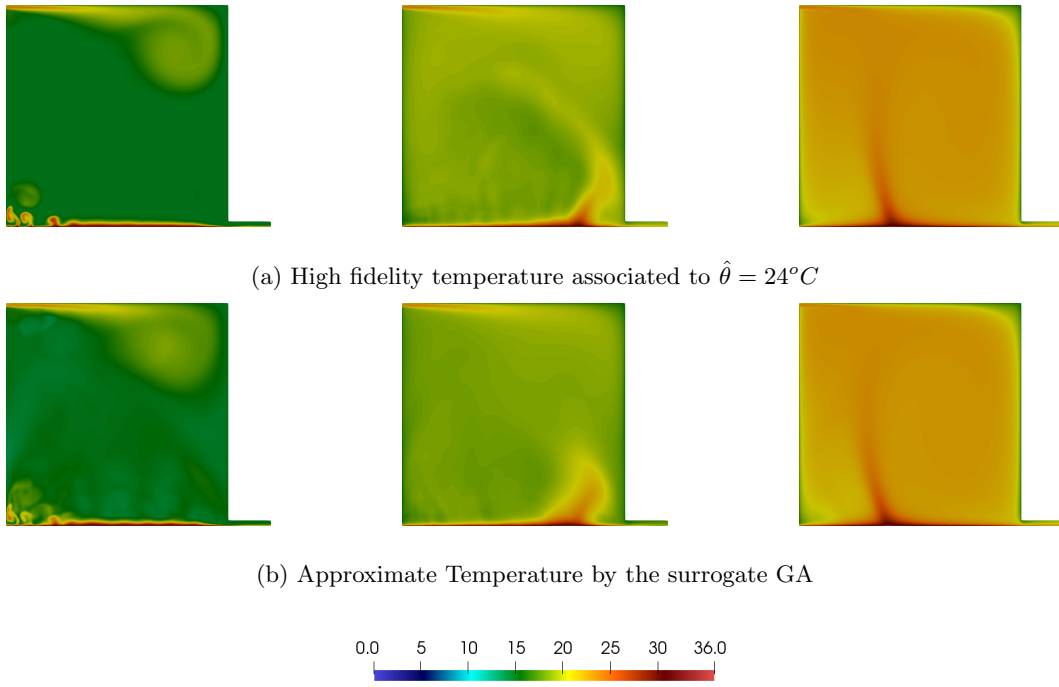 (a) High fidelity temperature associated to θ̂ = 24°C
(b) Approximate Temperature by the surrogate GA
0.0 5 10 15 20 25 30 36.0